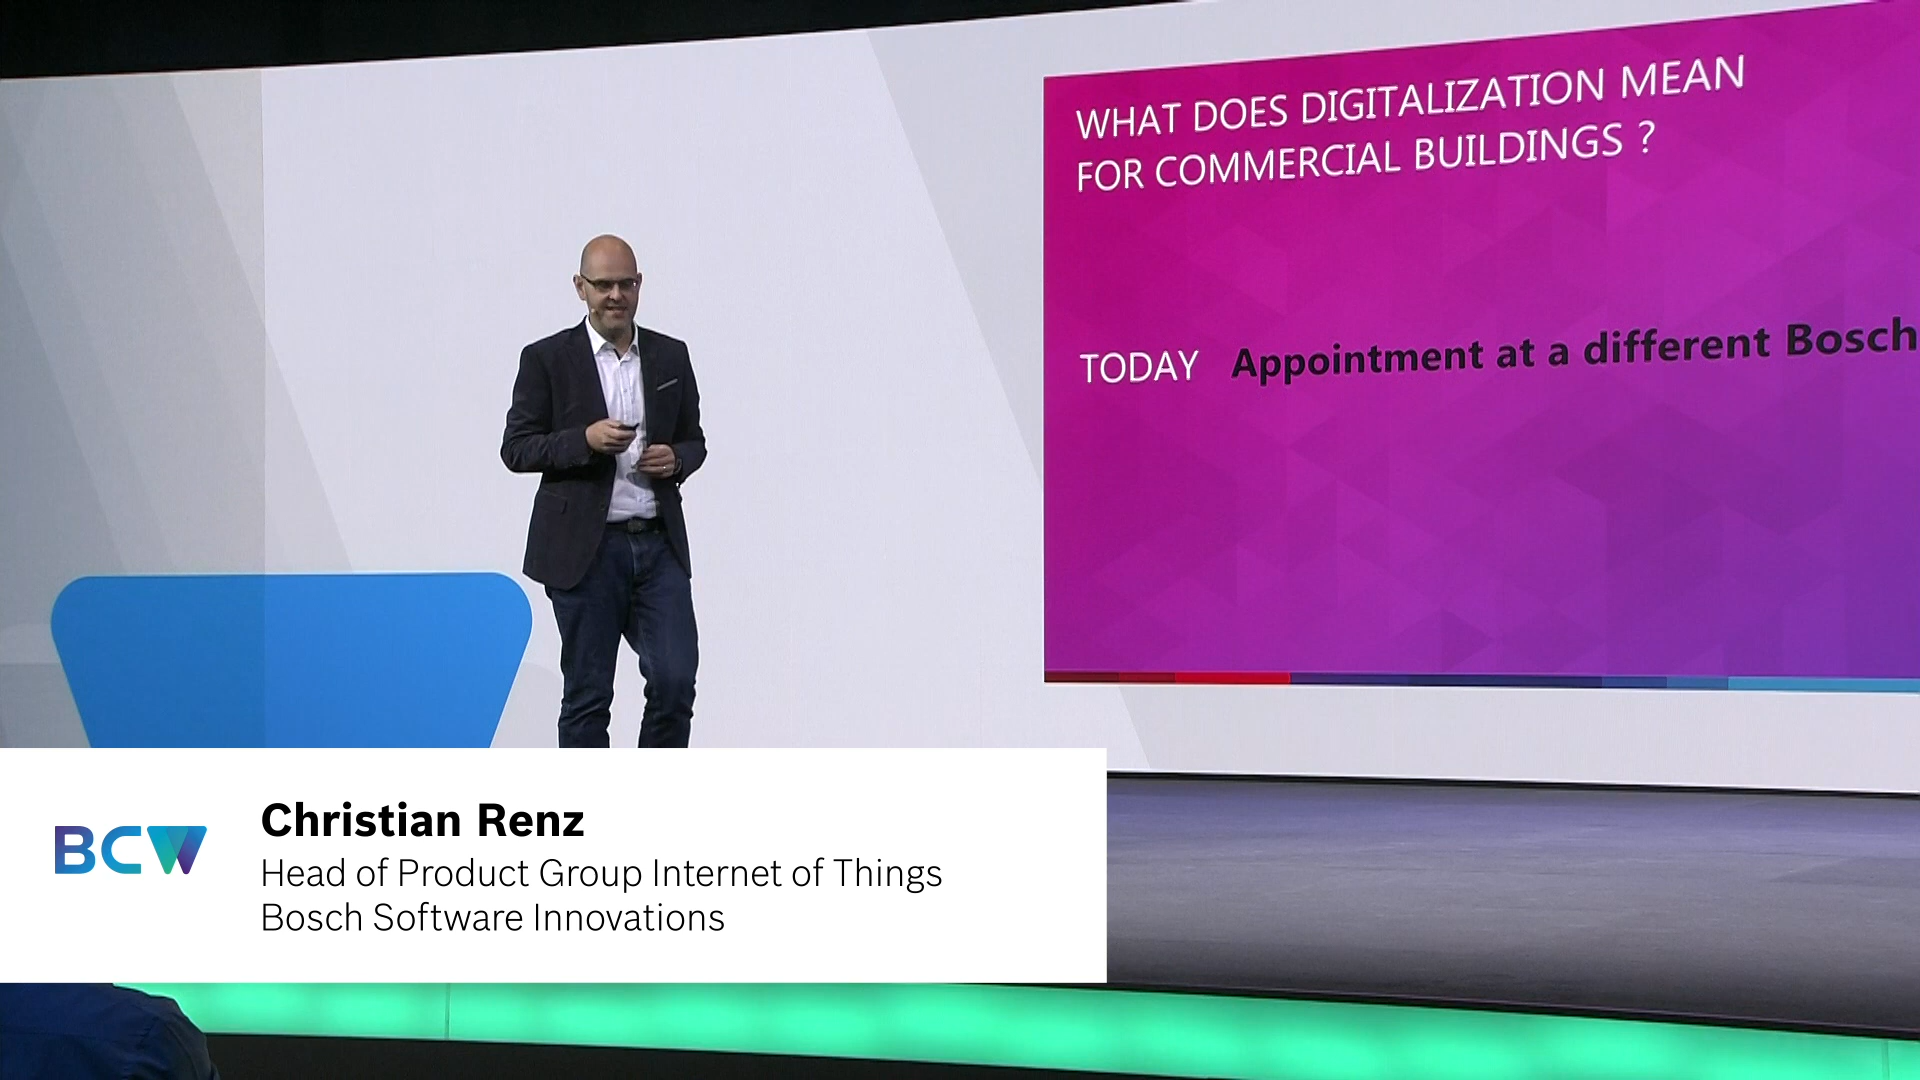 WHAT DOES DIGITALIZATION MEAN
FOR COMMERCIAL BUILDINGS ?
TODAY Appointment at a different Bosch
BCW
Christian Renz
Head of Product Group Internet of Things
Bosch Software Innovations